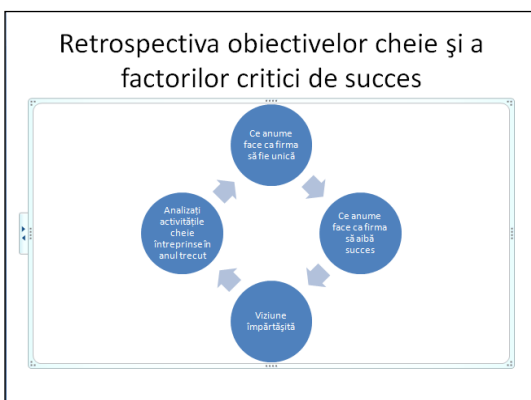 Retrospectiva obiectivelor cheie şi a
factorilor critici de succes
Ce anume
face ca firma
să fie unică
Ce anume
face ca firma
să aibă
succes
Viziune
împărtăşită
Analizaţi
activităţile
cheie
întreprinse în
anul trecut